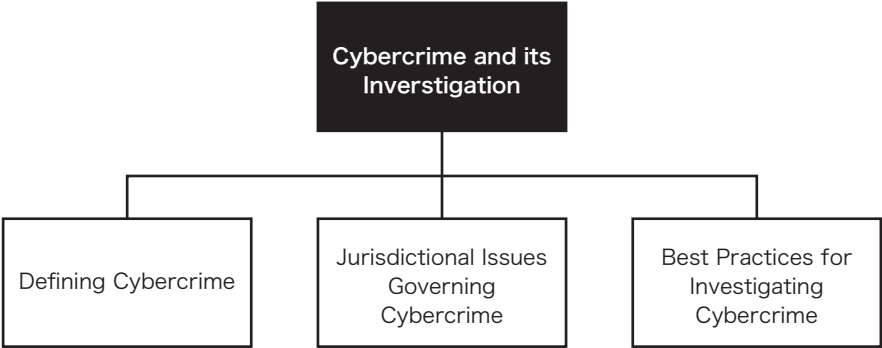 Cybercrime and its
Inverstigation
Defining Cybercrime
Jurisdictional Issues
Governing
Cybercrime
Best Practices for
Investigating
Cybercrime